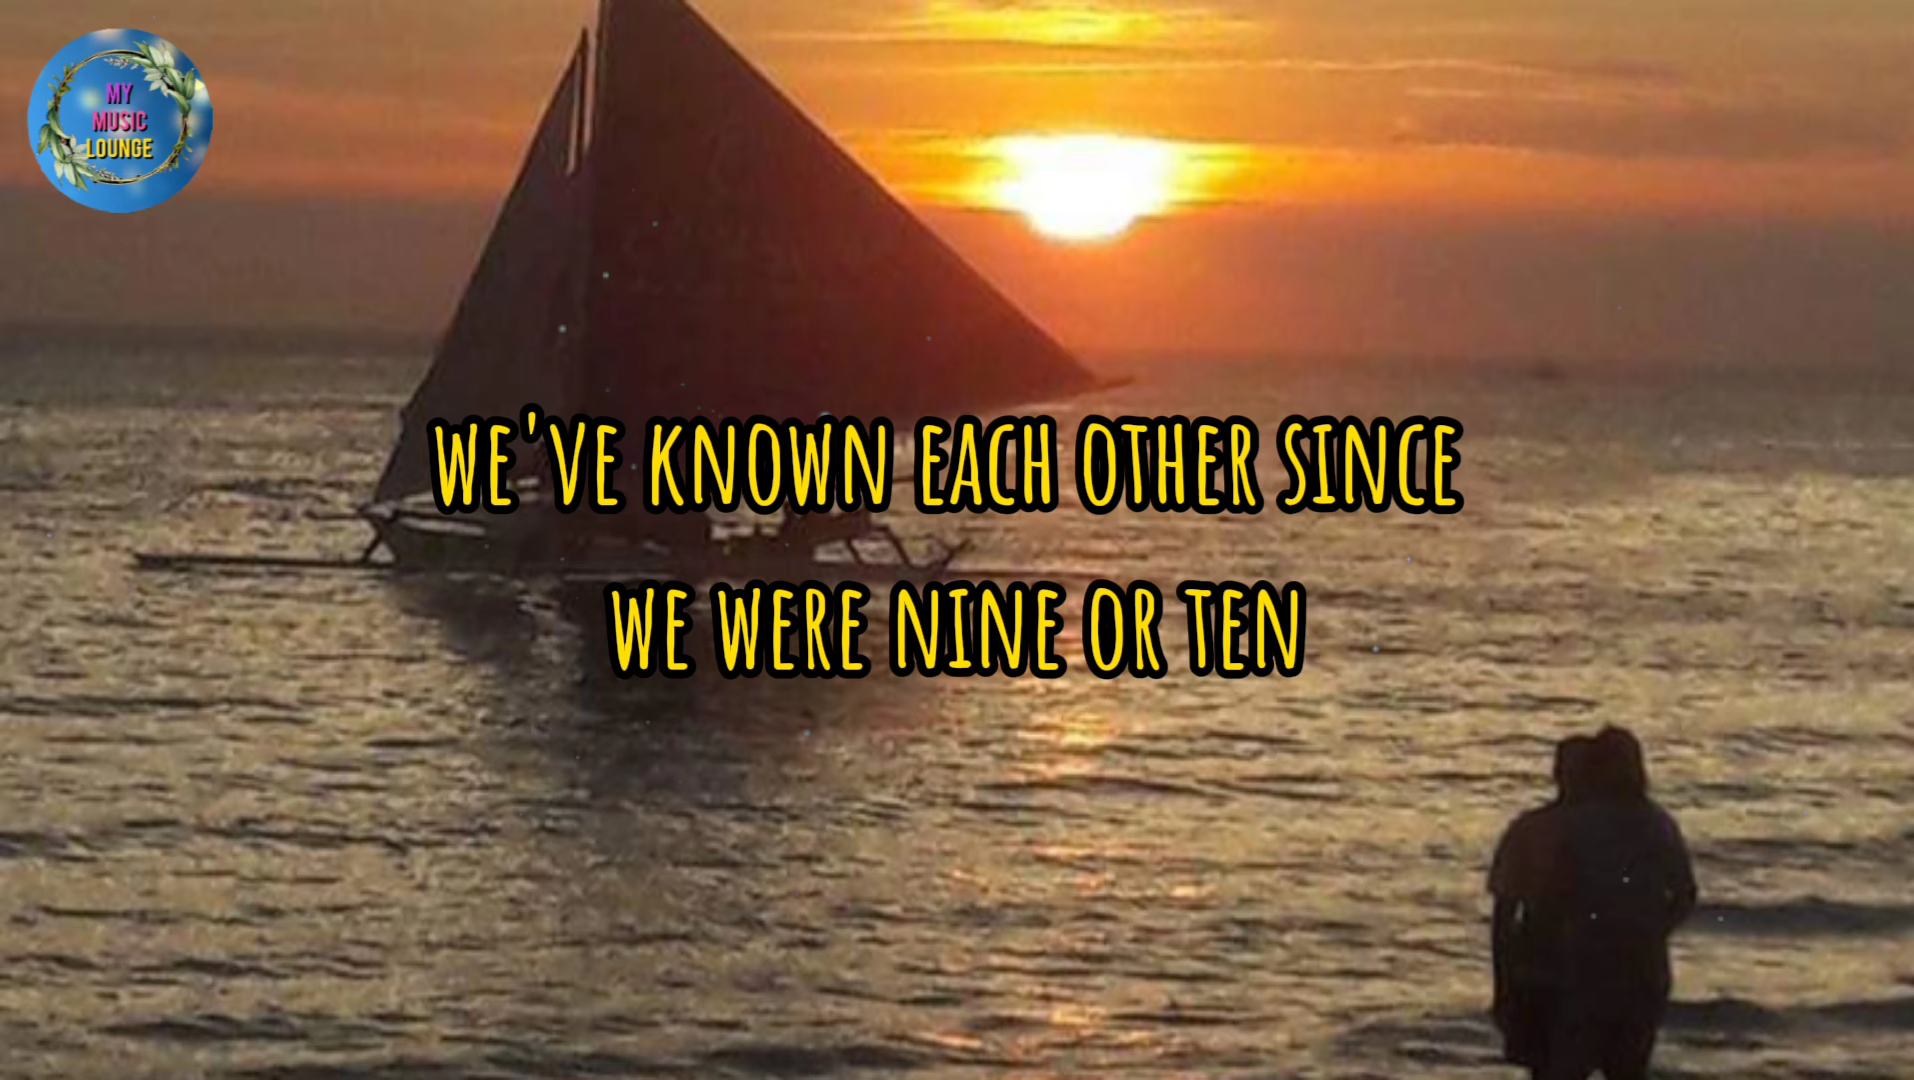 MY
MUSIC
LOUNGE
WE'VE KNOWN EACH OTHER SINCE
WE WERE NINE OR TEN